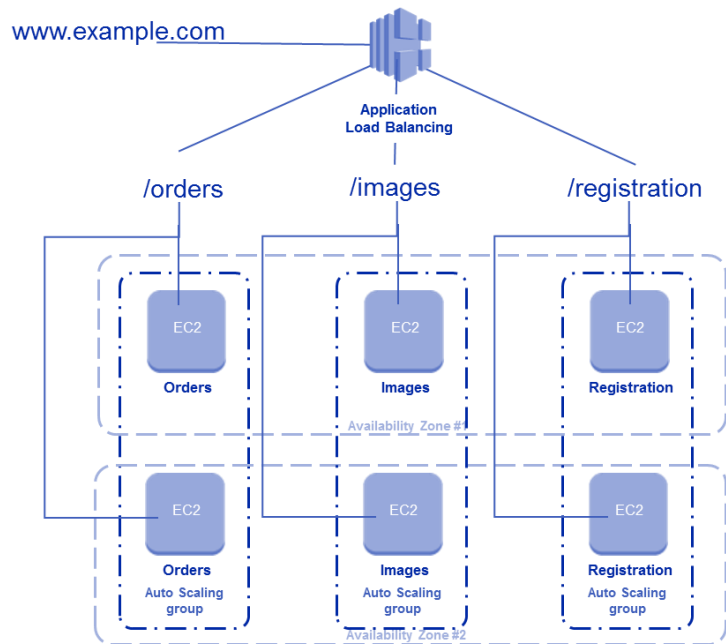 www.example.com
Application
Load Balancing
/orders
/images
/registration
EC2
EC2
EC2
Orders
Images
Registration
Availability Zone #1
EC2
EC2
EC2
Orders
Images
Registration
Auto Scaling
group
Auto Scaling
group
Auto Scaling
group
Availability Zone #2